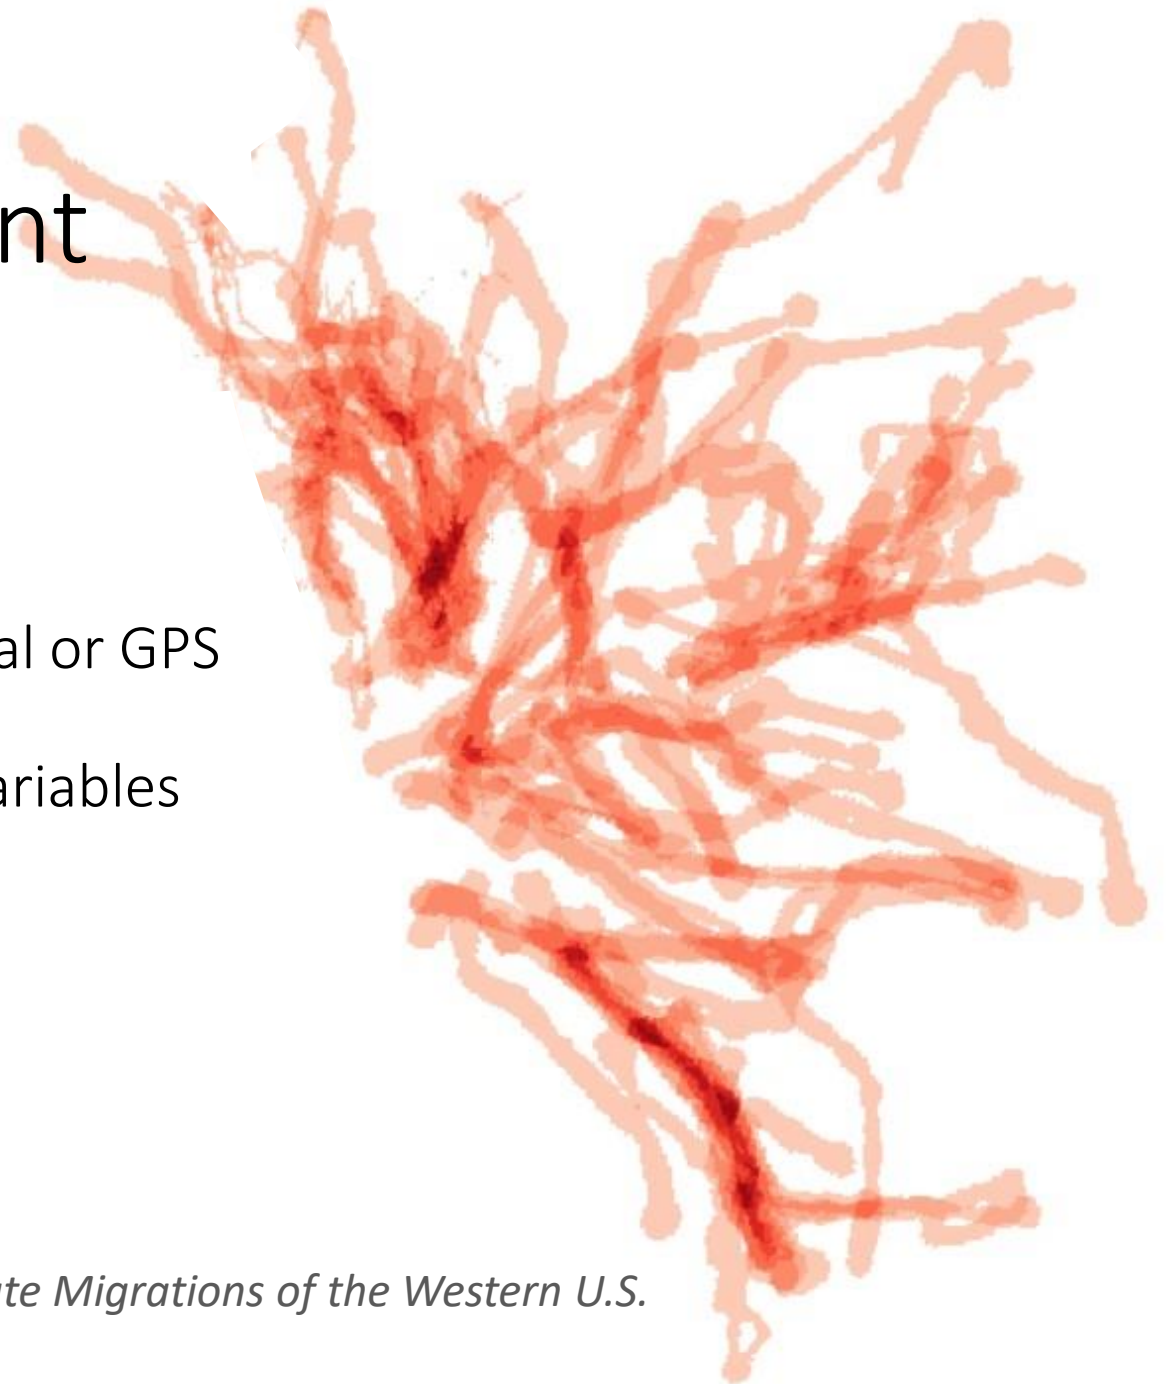 nt
al or GPS
ariables
te Migrations of the Western U.S.